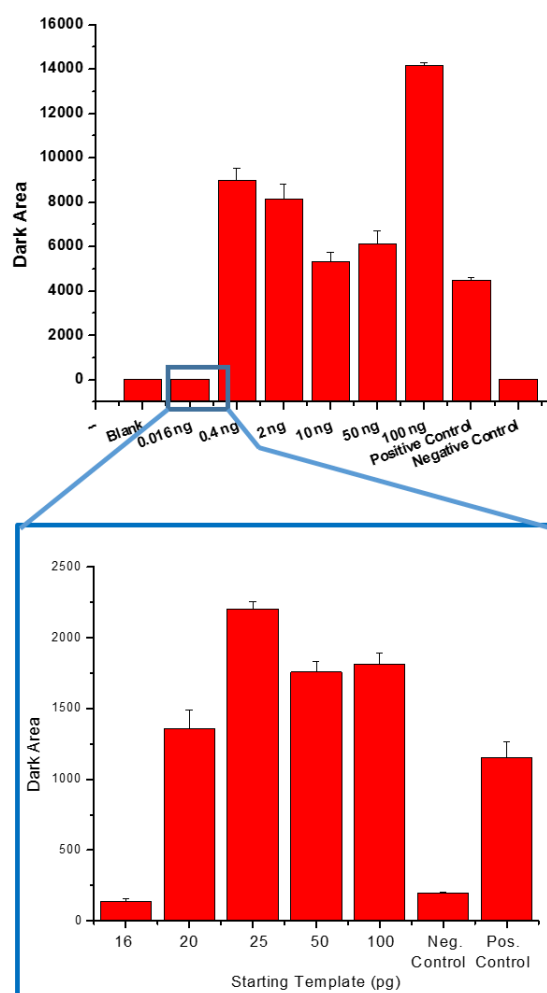 16000
14000
12000
10000
8000
6000
4000
2000
0
Dark Area
--
Blank
0.016 ng
0.4 ng
2 ng
10 ng
50 ng
100 ng
Positive Control
Negative Control
2500
2000
1500
1000
500
0
Dark Area
16 20 25 50 100 Neg. Control Pos. Control
Starting Template (pg)